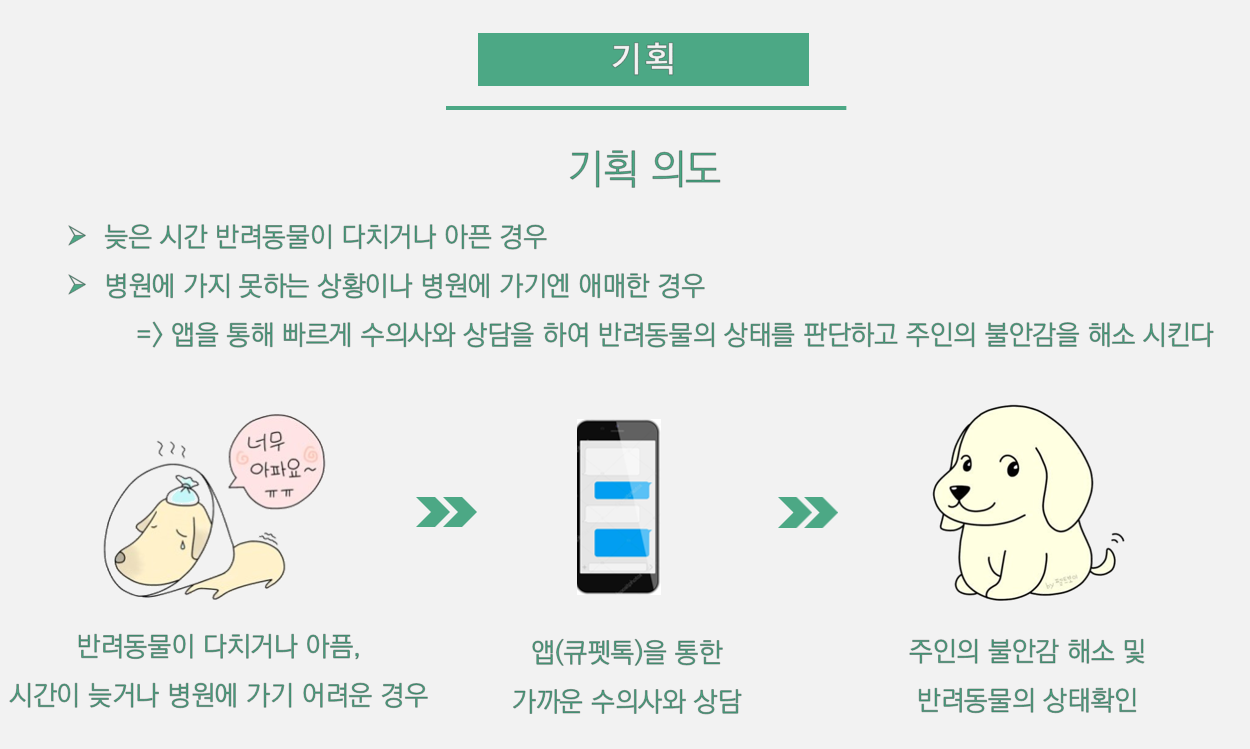 기획
기획 의도
➢ 늦은 시간 반려동물이 다치거나 아픈 경우
➢ 병원에 가지 못하는 상황이나 병원에 가기엔 애매한 경우
=> 앱을 통해 빠르게 수의사와 상담을 하여 반려동물의 상태를 판단하고 주인의 불안감을 해소 시킨다
너무
아파요~
ㅠㅠ
반려동물이 다치거나 아픔,
시간이 늦거나 병원에 가기 어려운 경우
앱(큐펫톡)을 통한
가까운 수의사와 상담
주인의 불안감 해소 및
반려동물의 상태확인